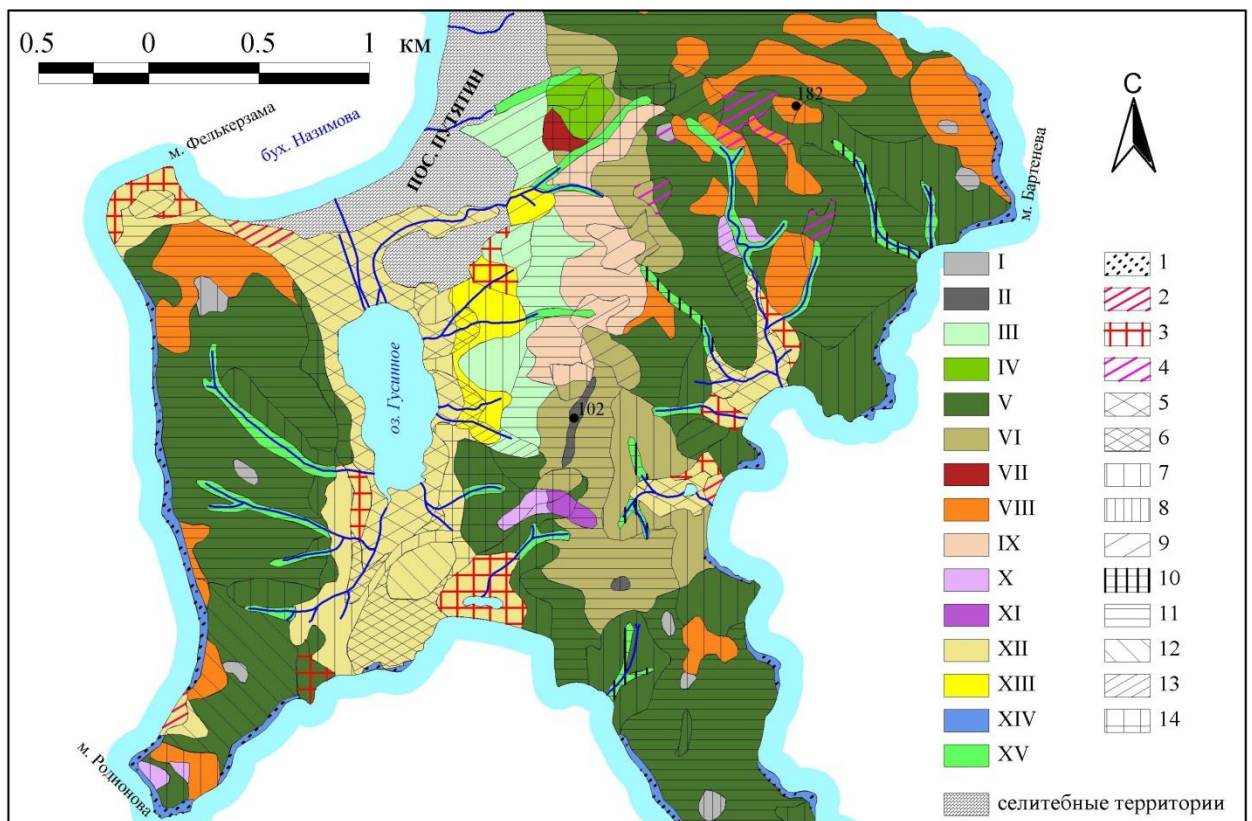 0.5 0 0.5 1 км
м. Фелькерзама
бух. Назимова
ПОС. ПУТЯТИН
182
С
м. Бартенева
оз. Гусинное
102
м. Родионова
I
II
III
IV
V
VI
VII
VIII
IX
X
XI
XII
XIII
XIV
XV
селитебные территории
1
2
3
4
5
6
7
8
9
10
11
12
13
14